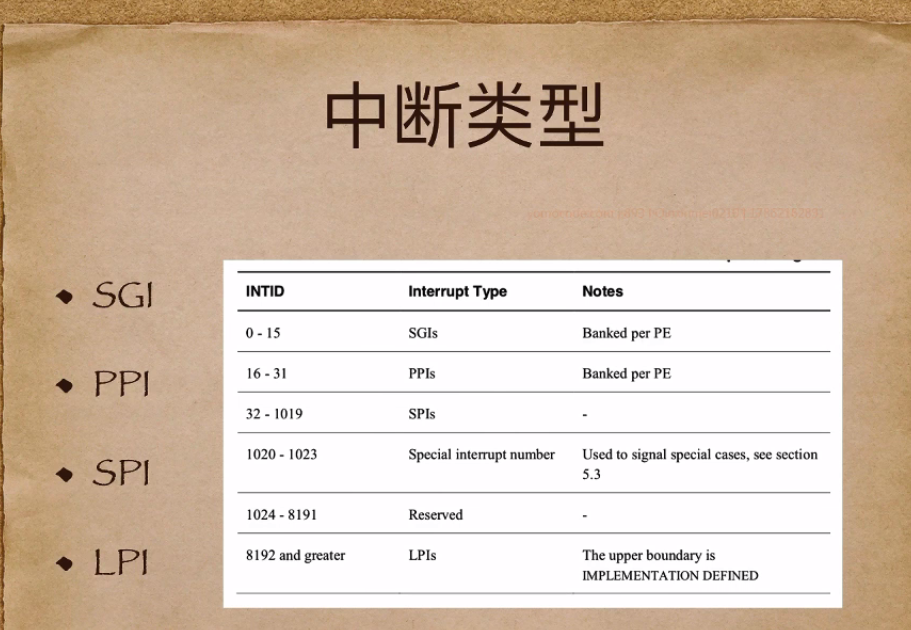 中断类型
• SGI
• PPI
• SPI
• LPI
INTID Interrupt Type Notes
0 - 15 SGIs Banked per PE
16 - 31 PPIs Banked per PE
32 - 1019 SPIs -
1020 - 1023 Special interrupt number Used to signal special cases, see section
5.3
1024 - 8191 Reserved -
8192 and greater LPIs The upper boundary is
IMPLEMENTATION DEFINED